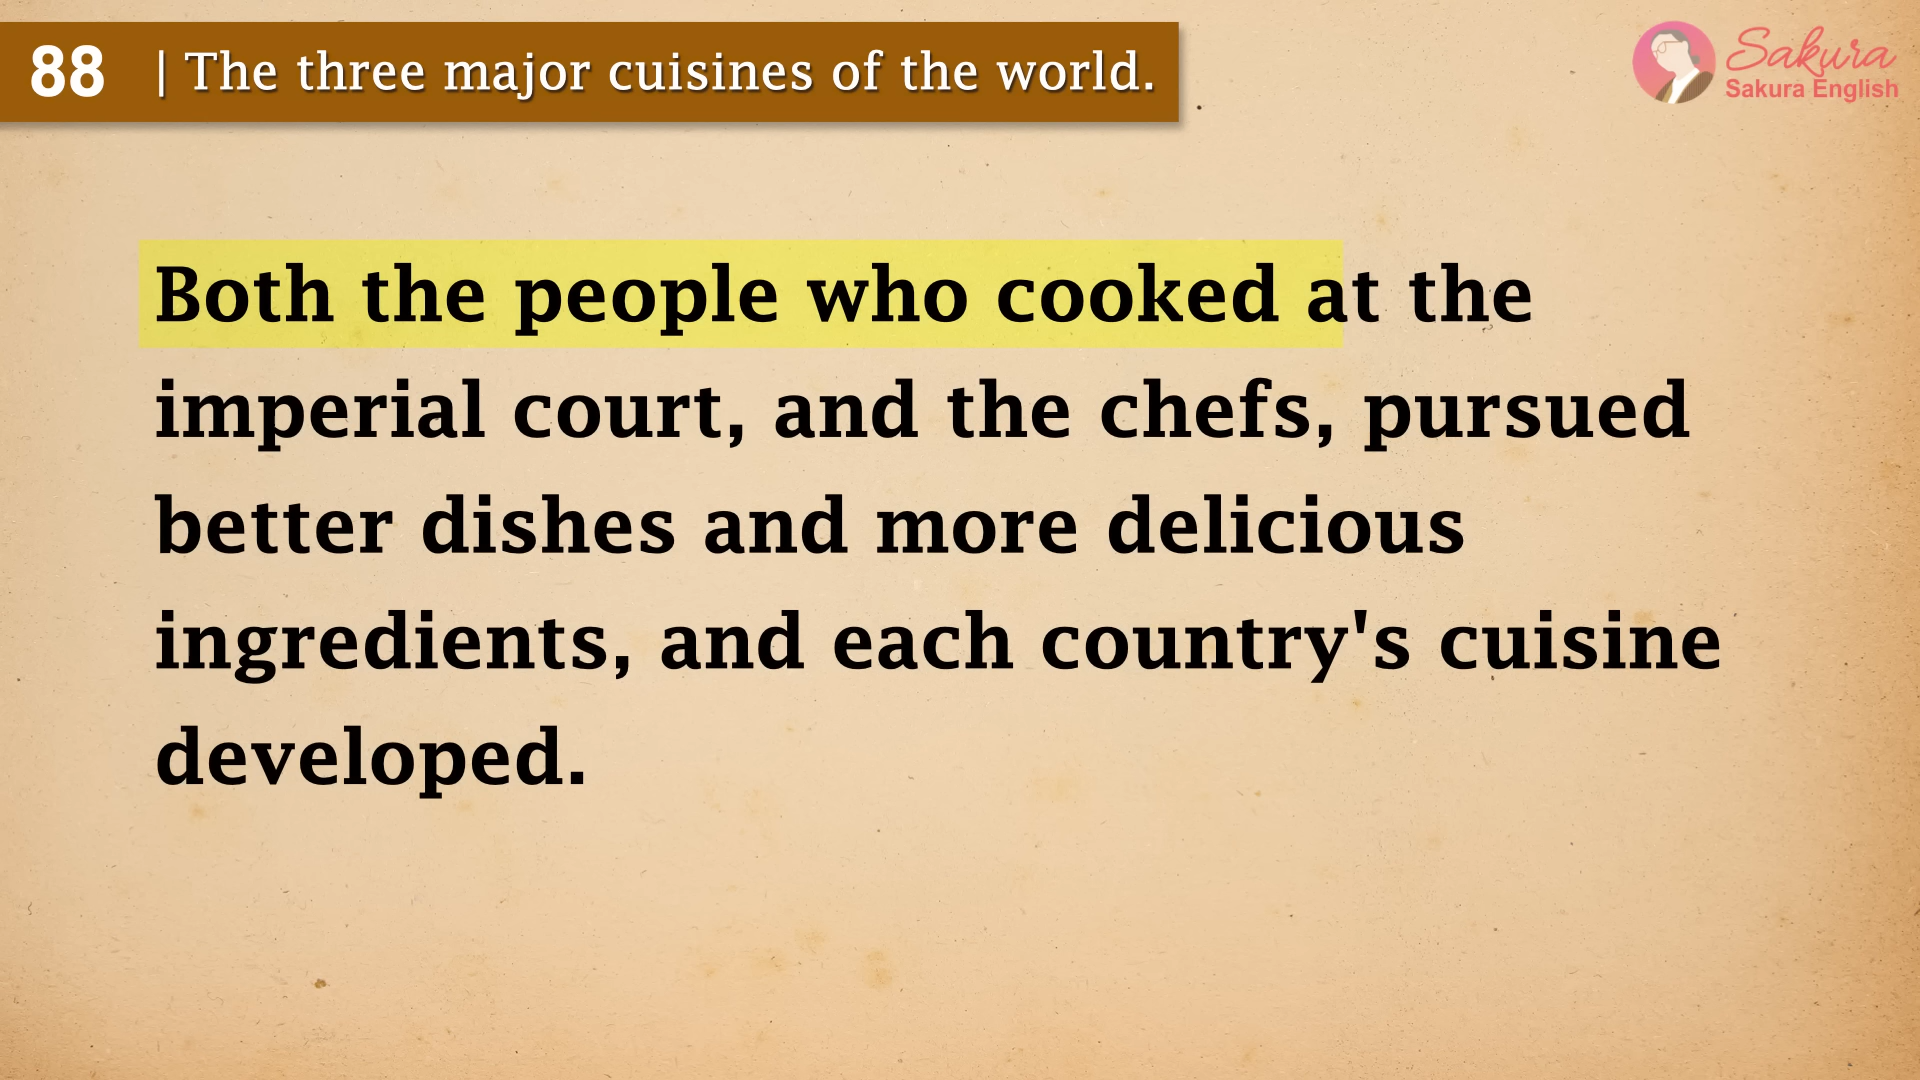 88 | The three major cuisines of the world.
Sakura
Sakura English
Both the people who cooked at the
imperial court, and the chefs, pursued
better dishes and more delicious
ingredients, and each country's cuisine
developed.